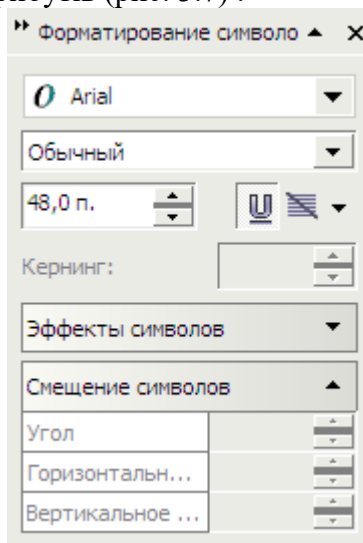 Форматирование символо
O Arial
Обычный
48,0 п.
U
Кернинг:
Эффекты символов
Смещение символов
Угол
Горизонтальн...
Вертикальное ...